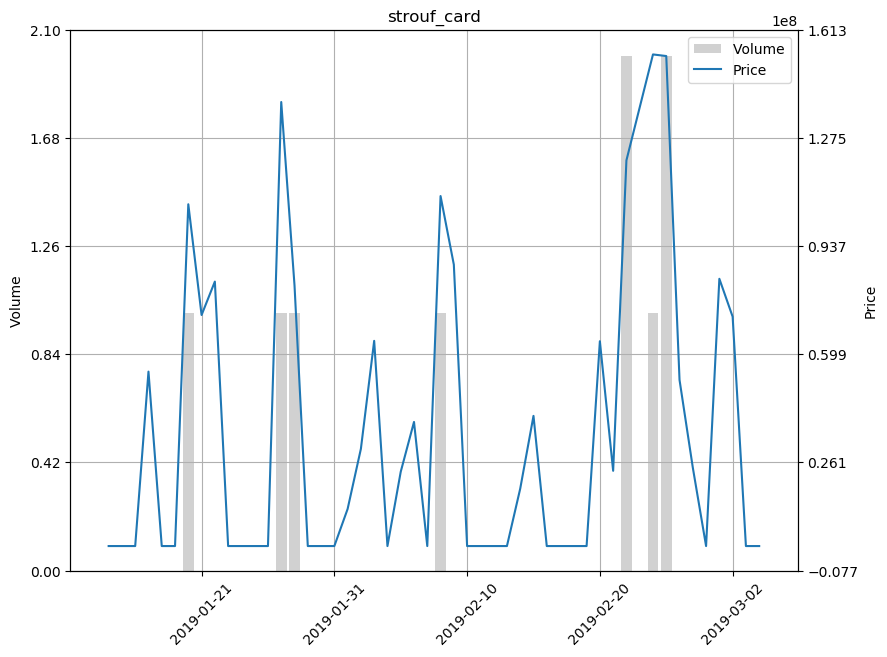 strouf_card
1e8
2.10
1.68
1.26
0.84
0.42
0.00
Volume
1.613
1.275
0.937
0.599
0.261
−0.077
Price
Volume
Price
2019-01-21
2019-01-31
2019-02-10
2019-02-20
2019-03-02